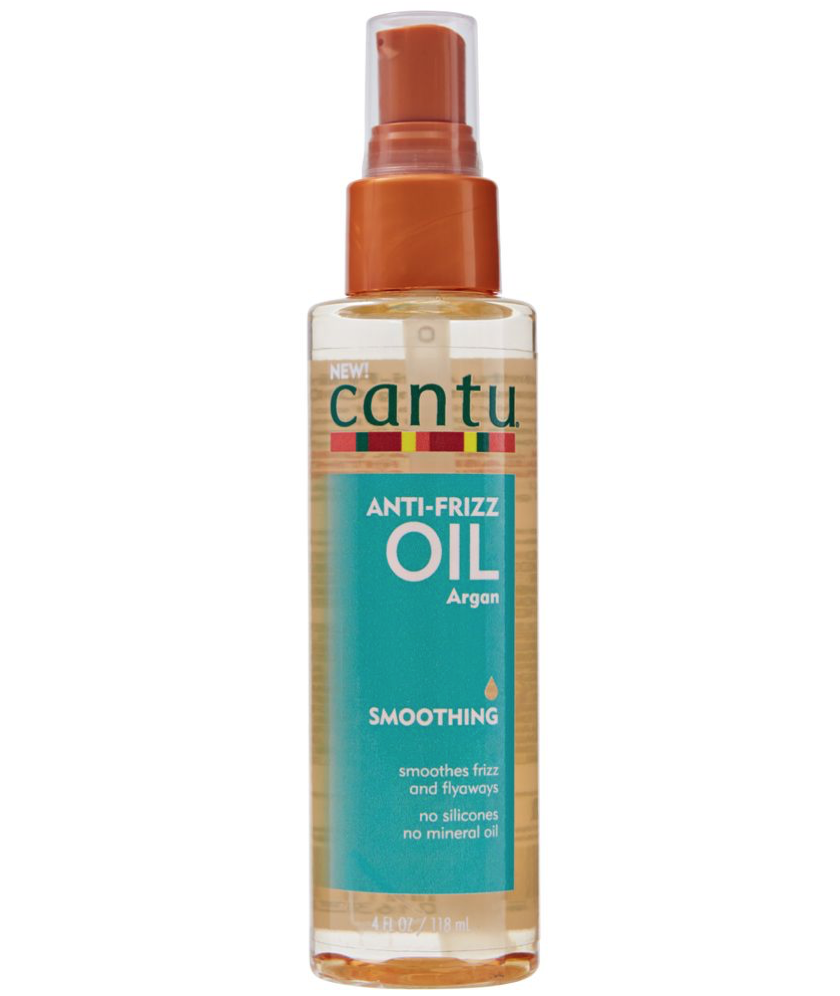 NEW!
cantu
ANTI-FRIZZ
OIL
Argan
SMOOTHING
smoothes frizz
and flyaways
no silicones
no mineral oil
4 FL OZ / 118 mL